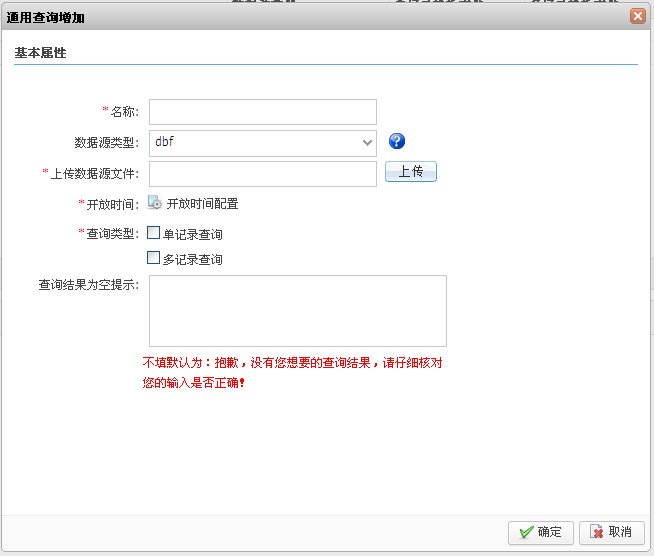 通用查询增加
基本属性
*名称:
数据源类型: dbf
*上传数据源文件: 上传
*开放时间: 开放时间配置
*查询类型: 单记录查询
多记录查询
查询结果为空提示:
不填默认为：抱歉，没有您想要的查询结果，请仔细核对
您的输入是否正确!
确定 取消